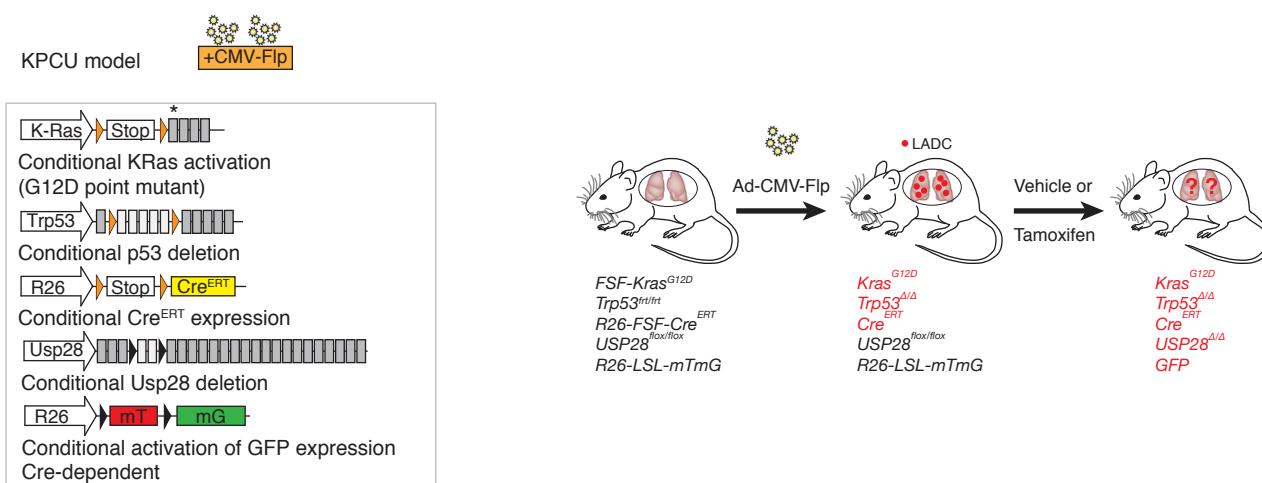 KPCU model
+CMV-Flp
*
K-Ras Stop
Conditional KRas activation
(G12D point mutant)
Trp53
Conditional p53 deletion
R26 Stop Cre^ERT
Conditional Cre^ERT expression
Usp28
Conditional Usp28 deletion
R26 mT mG
Conditional activation of GFP expression
Cre-dependent
Ad-CMV-Flp
LADC
Vehicle or
Tamoxifen
? ?
FSF-Kras^G12D
Trp53^frt/frt
R26-FSF-Cre^ERT
USP28^flox/flox
R26-LSL-mTmG
Kras^G12D
Trp53^Δ/Δ
Cre^ERT
USP28^flox/flox
R26-LSL-mTmG
Kras^G12D
Trp53^Δ/Δ
Cre^ERT
USP28^Δ/Δ
GFP